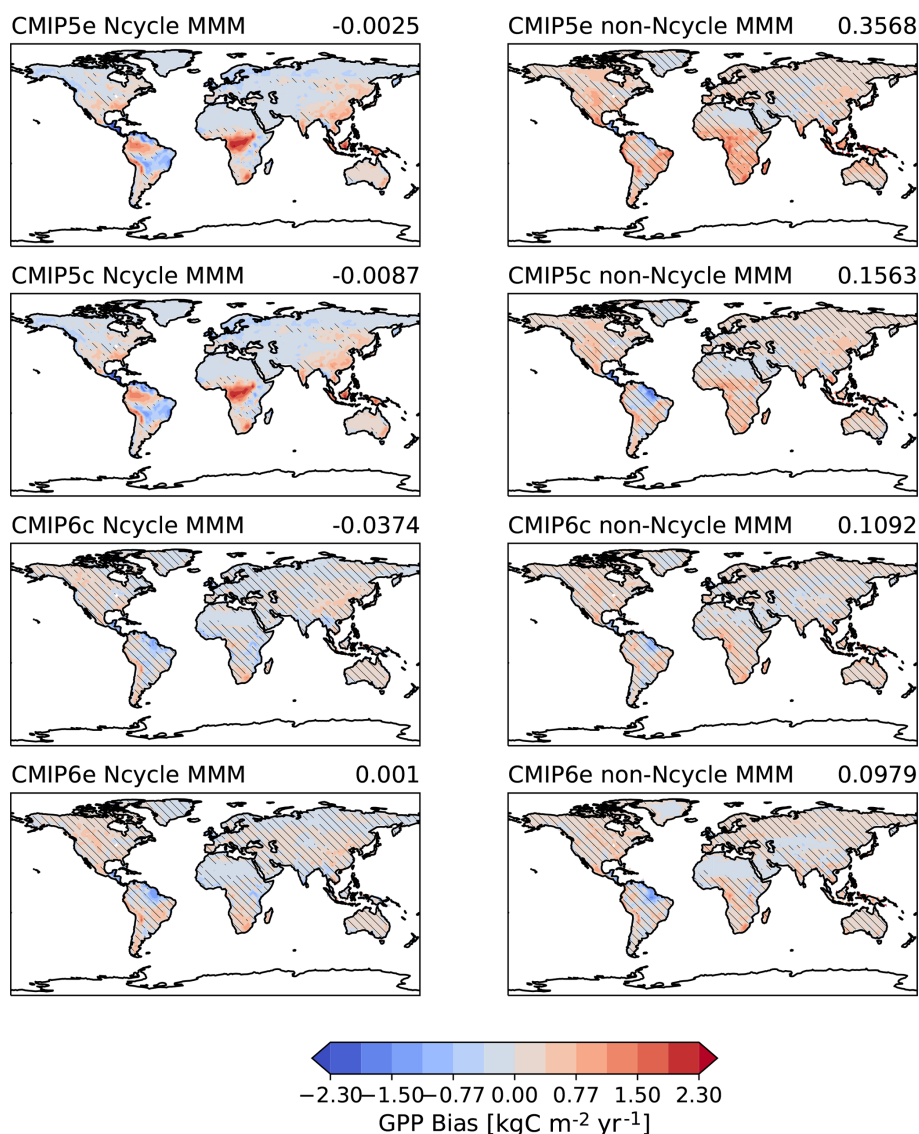 CMIP5e Ncycle MMM -0.0025
CMIP5e non-Ncycle MMM 0.3568
CMIP5c Ncycle MMM -0.0087
CMIP5c non-Ncycle MMM 0.1563
CMIP6c Ncycle MMM -0.0374
CMIP6c non-Ncycle MMM 0.1092
CMIP6e Ncycle MMM 0.001
CMIP6e non-Ncycle MMM 0.0979
−2.30 −1.50 −0.77 0.00 0.77 1.50 2.30
GPP Bias [kgC m⁻² yr⁻¹]